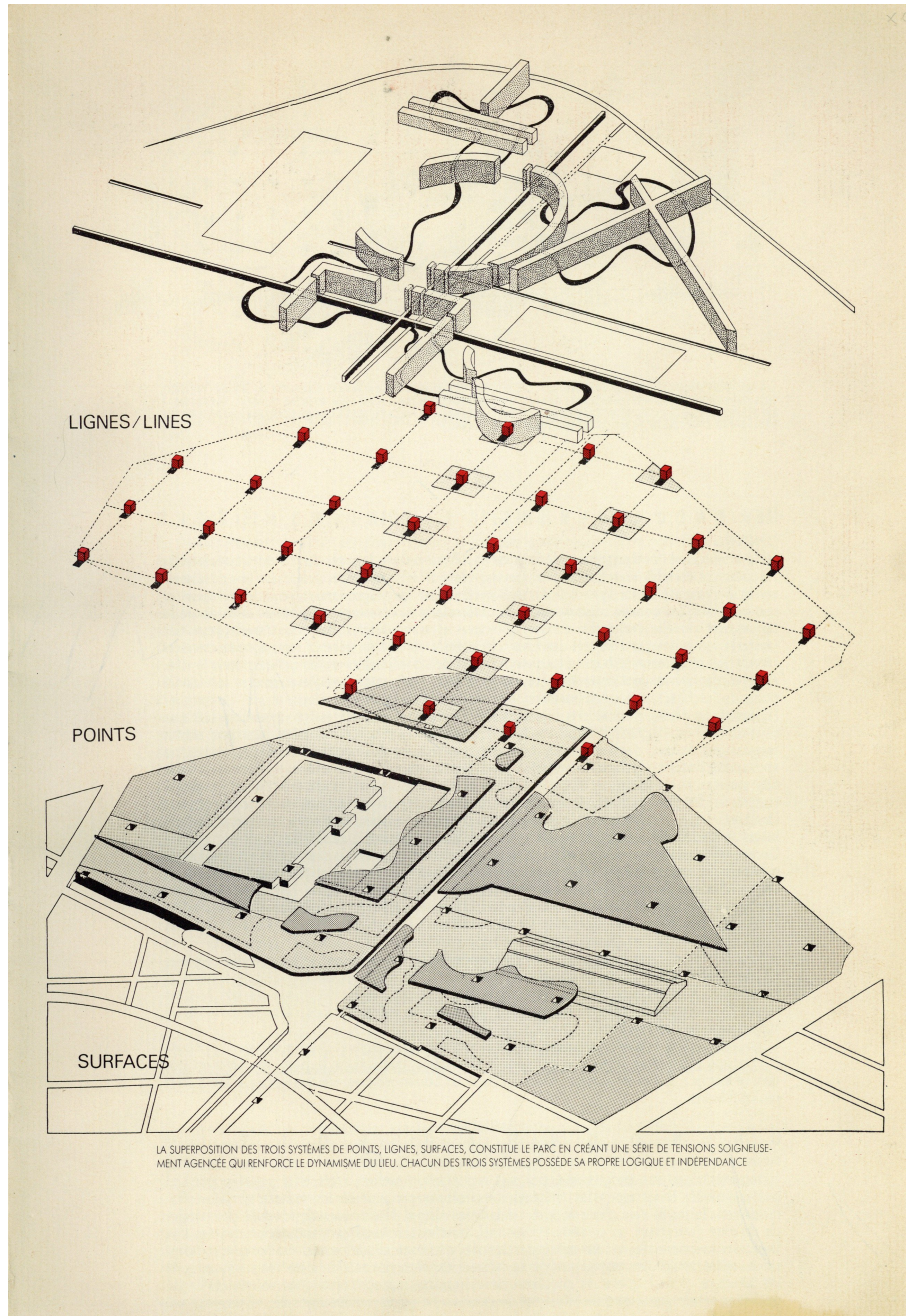 LIGNES/LINES
POINTS
SURFACES
LA SUPERPOSITION DES TROIS SYSTÈMES DE POINTS, LIGNES, SURFACES, CONSTITUE LE PARC EN CRÉANT UNE SÉRIE DE TENSIONS SOIGNEUSE-
MENT AGENCÉE QUI RENFORCE LE DYNAMISME DU LIEU. CHACUN DES TROIS SYSTÈMES POSSÈDE SA PROPRE LOGIQUE ET INDÉPENDANCE